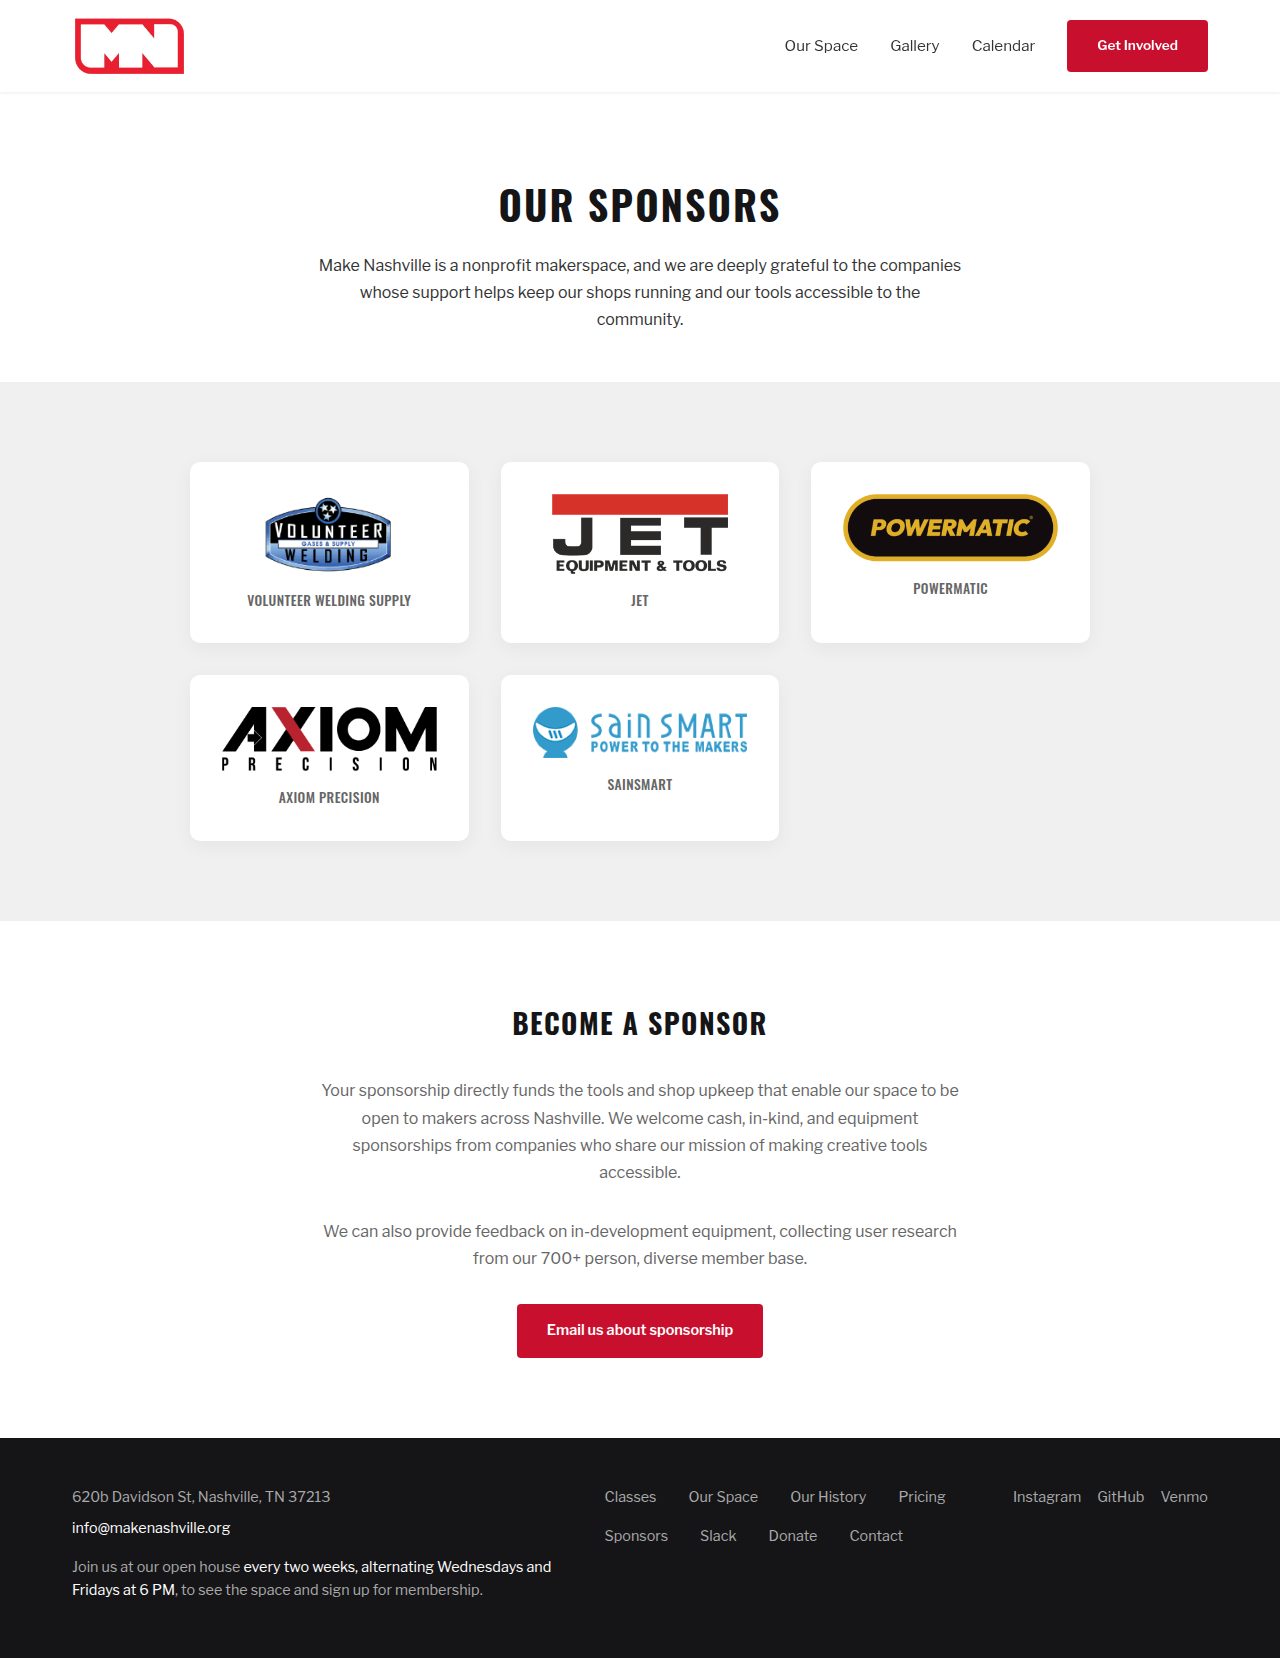 MN
Our Space Gallery Calendar Get Involved
OUR SPONSORS
Make Nashville is a nonprofit makerspace, and we are deeply grateful to the companies
whose support helps keep our shops running and our tools accessible to the
community.
VOLUNTEER
GASES & SUPPLY
WELDING
VOLUNTEER WELDING SUPPLY
JET
EQUIPMENT & TOOLS
JET
POWERMATIC®
POWERMATIC
AXIOM
PRECISION
AXIOM PRECISION
sain SMART
POWER TO THE MAKERS
SAINSMART
BECOME A SPONSOR
Your sponsorship directly funds the tools and shop upkeep that enable our space to be
open to makers across Nashville. We welcome cash, in-kind, and equipment
sponsorships from companies who share our mission of making creative tools
accessible.
We can also provide feedback on in-development equipment, collecting user research
from our 700+ person, diverse member base.
Email us about sponsorship
620b Davidson St, Nashville, TN 37213
info@makenashville.org
Join us at our open house every two weeks, alternating Wednesdays and
Fridays at 6 PM, to see the space and sign up for membership.
Classes Our Space Our History Pricing
Sponsors Slack Donate Contact
Instagram GitHub Venmo